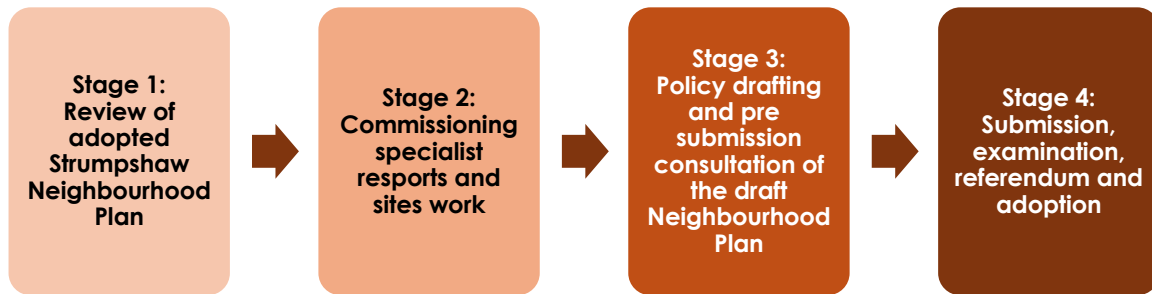 Stage 1:
Review of
adopted
Strumpshaw
Neighbourhood
Plan
Stage 2:
Commissioning
specialist
resports and
sites work
Stage 3:
Policy drafting
and pre
submission
consultation of
the draft
Neighbourhood
Plan
Stage 4:
Submission,
examination,
referendum and
adoption